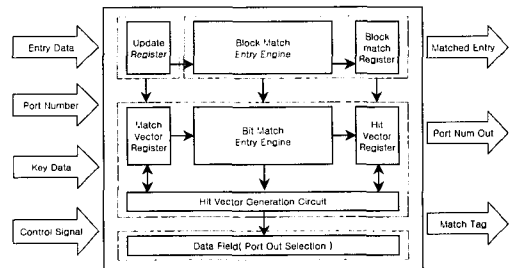 Entry Data
Port Number
Key Data
Control Signal
Update
Register
Block Match
Entry Engine
Block
match
Register
Match
Vector
Register
Bit Match
Entry Engine
Hit
Vector
Register
Hit Vector Generation Circuit
Data Field( Port Out Selection )
Matched Entry
Port Num Out
Match Tag